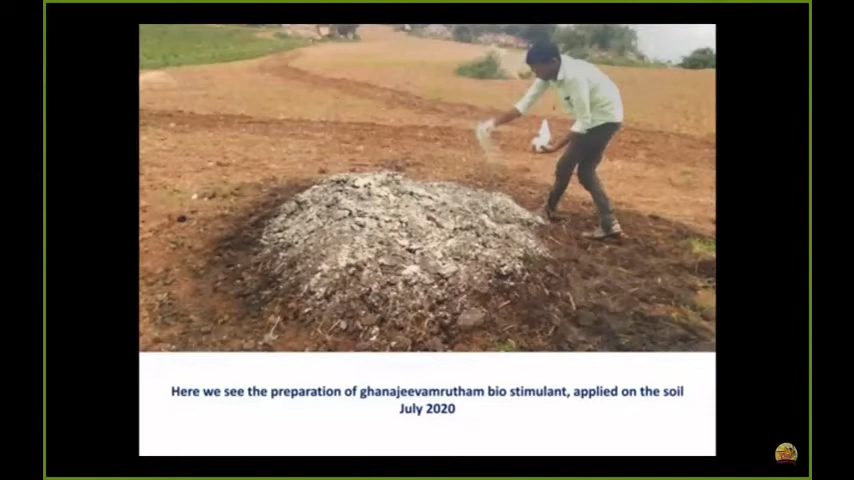 Here we see the preparation of ghanajeevamrutham bio stimulant, applied on the soil
July 2020